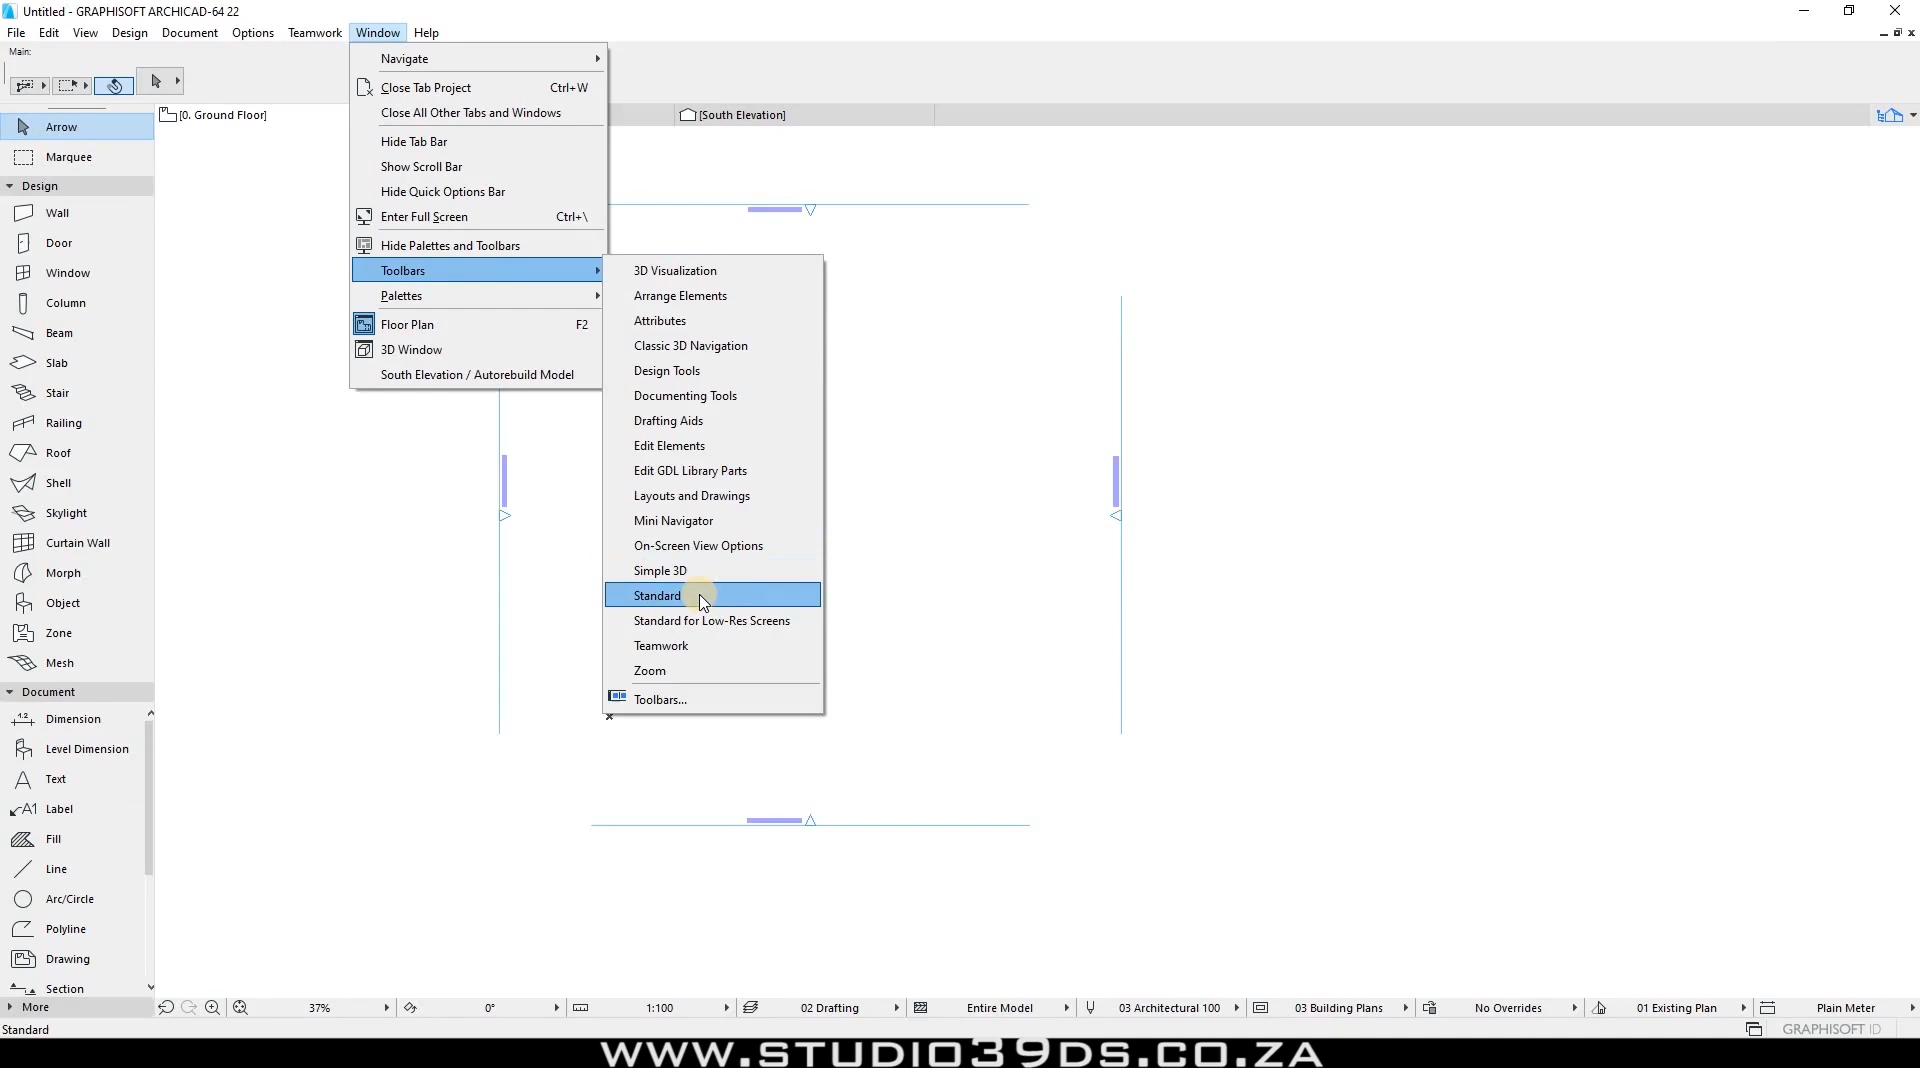 Untitled - GRAPHISOFT ARCHICAD-64 22
File Edit View Design Document Options Teamwork Window Help
Main:
[0. Ground Floor]
[South Elevation]
Arrow
Marquee
Design
Wall
Door
Window
Column
Beam
Slab
Stair
Railing
Roof
Shell
Skylight
Curtain Wall
Morph
Object
Zone
Mesh
Document
Dimension
Level Dimension
Text
Label
Fill
Line
Arc/Circle
Polyline
Drawing
Section
More
Navigate
Close Tab Project Ctrl+W
Close All Other Tabs and Windows
Hide Tab Bar
Show Scroll Bar
Hide Quick Options Bar
Enter Full Screen Ctrl+\
Hide Palettes and Toolbars
Toolbars
Palettes
Floor Plan F2
3D Window
South Elevation / Autorebuild Model
3D Visualization
Arrange Elements
Attributes
Classic 3D Navigation
Design Tools
Documenting Tools
Drafting Aids
Edit Elements
Edit GDL Library Parts
Layouts and Drawings
Mini Navigator
On-Screen View Options
Simple 3D
Standard
Standard for Low-Res Screens
Teamwork
Zoom
Toolbars...
37% 0° 1:100 02 Drafting Entire Model 03 Architectural 100 03 Building Plans No Overrides 01 Existing Plan Plain Meter
Standard
GRAPHISOFT ID
WWW.STUDIO39DS.CO.ZA